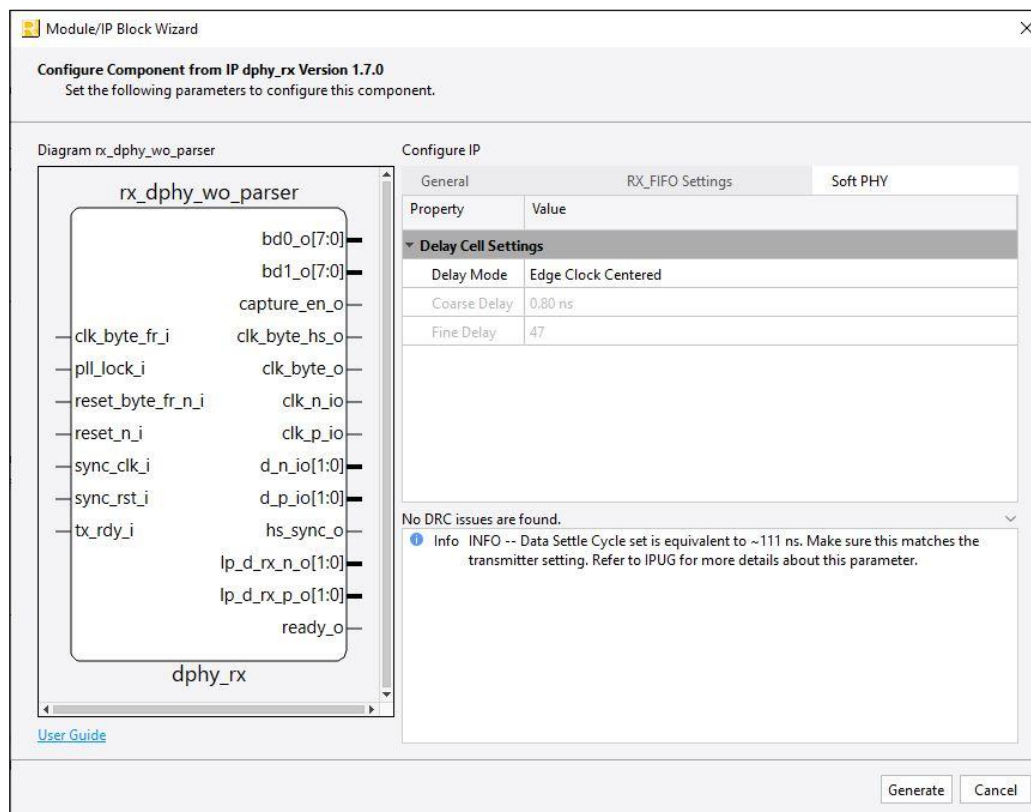 Module/IP Block Wizard
Configure Component from IP dphy_rx Version 1.7.0
Set the following parameters to configure this component.
Diagram rx_dphy_wo_parser
rx_dphy_wo_parser
bd0_o[7:0]
bd1_o[7:0]
capture_en_o
clk_byte_fr_i clk_byte_hs_o
pll_lock_i clk_byte_o
reset_byte_fr_n_i clk_n_io
reset_n_i clk_p_io
sync_clk_i d_n_io[1:0]
sync_rst_i d_p_io[1:0]
tx_rdy_i hs_sync_o
lp_d_rx_n_o[1:0]
lp_d_rx_p_o[1:0]
ready_o
dphy_rx
User Guide
Configure IP
General RX_FIFO Settings Soft PHY
Property Value
Delay Cell Settings
Delay Mode Edge Clock Centered
Coarse Delay 0.80 ns
Fine Delay 47
No DRC issues are found.
Info INFO -- Data Settle Cycle set is equivalent to ~111 ns. Make sure this matches the
transmitter setting. Refer to IPUG for more details about this parameter.
Generate Cancel